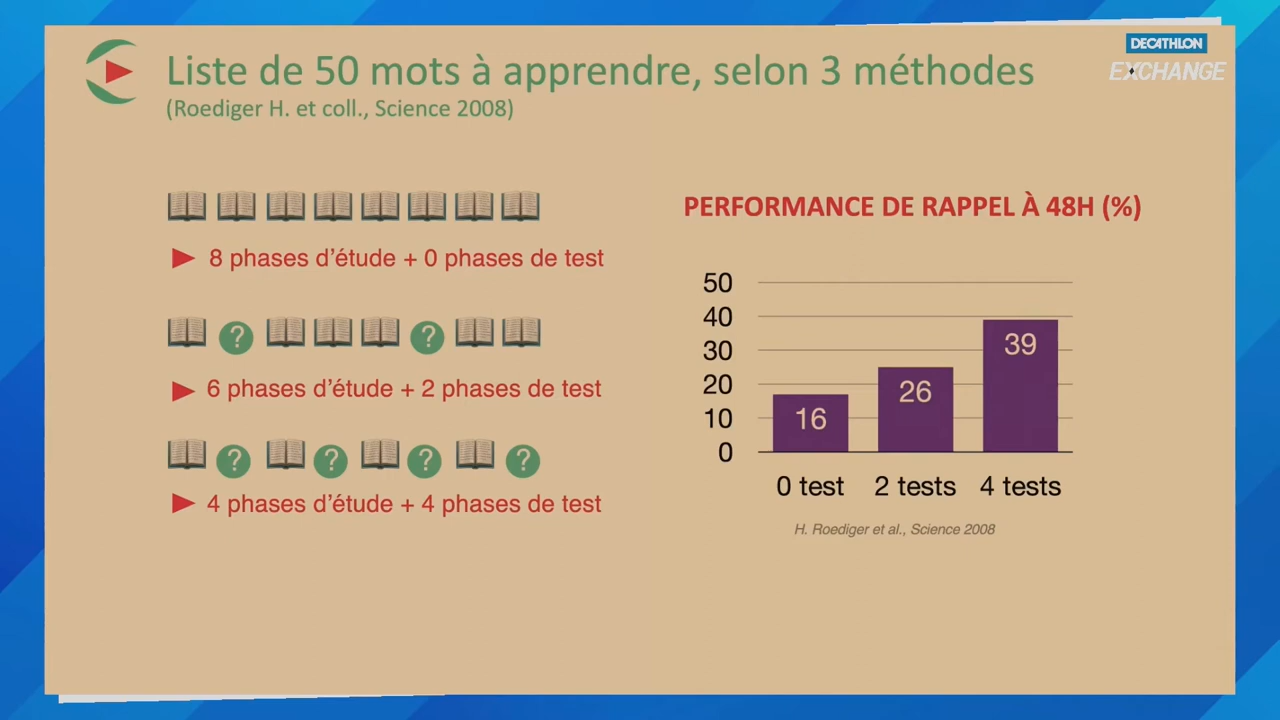 Liste de 50 mots à apprendre, selon 3 méthodes
(Roediger H. et coll., Science 2008)
DECATHLON
EXCHANGE
8 phases d'étude + 0 phases de test
?
?
6 phases d'étude + 2 phases de test
?
?
?
?
4 phases d'étude + 4 phases de test
PERFORMANCE DE RAPPEL À 48H (%)
50
40
30
20
10
0
16
26
39
0 test
2 tests
4 tests
H. Roediger et al., Science 2008